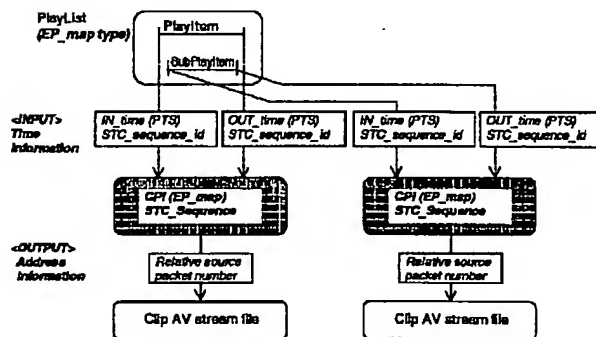 PlayList
(EP_map type)
PlayItem
SubPlayItem
<INPUT>
Time
Information
IN_time (PTS)
STC_sequence_id
OUT_time (PTS)
STC_sequence_id
IN_time (PTS)
STC_sequence_id
OUT_time (PTS)
STC_sequence_id
CPI (EP_map)
STC_Sequence
CPI (EP_map)
STC_Sequence
<OUTPUT>
Address
Information
Relative source
packet number
Relative source
packet number
Clip AV stream file
Clip AV stream file